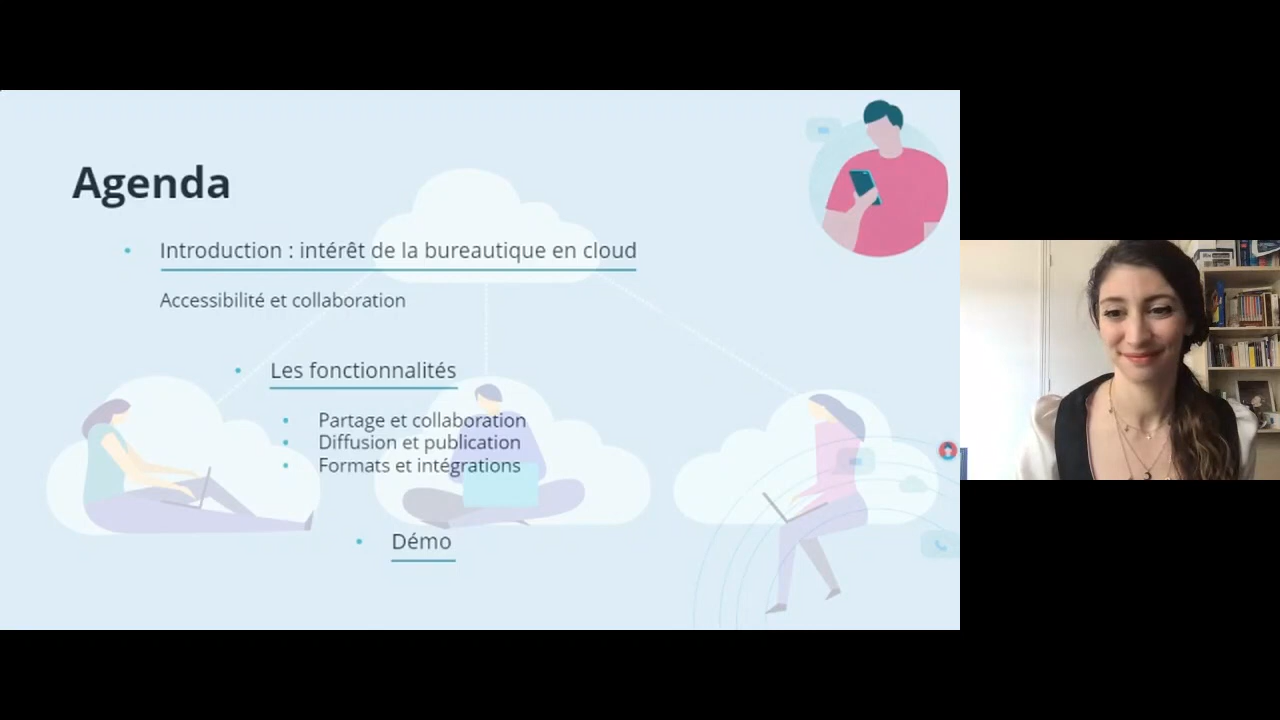 Agenda
Introduction : intérêt de la bureautique en cloud
Accessibilité et collaboration
Les fonctionnalités
Partage et collaboration
Diffusion et publication
Formats et intégrations
Démo